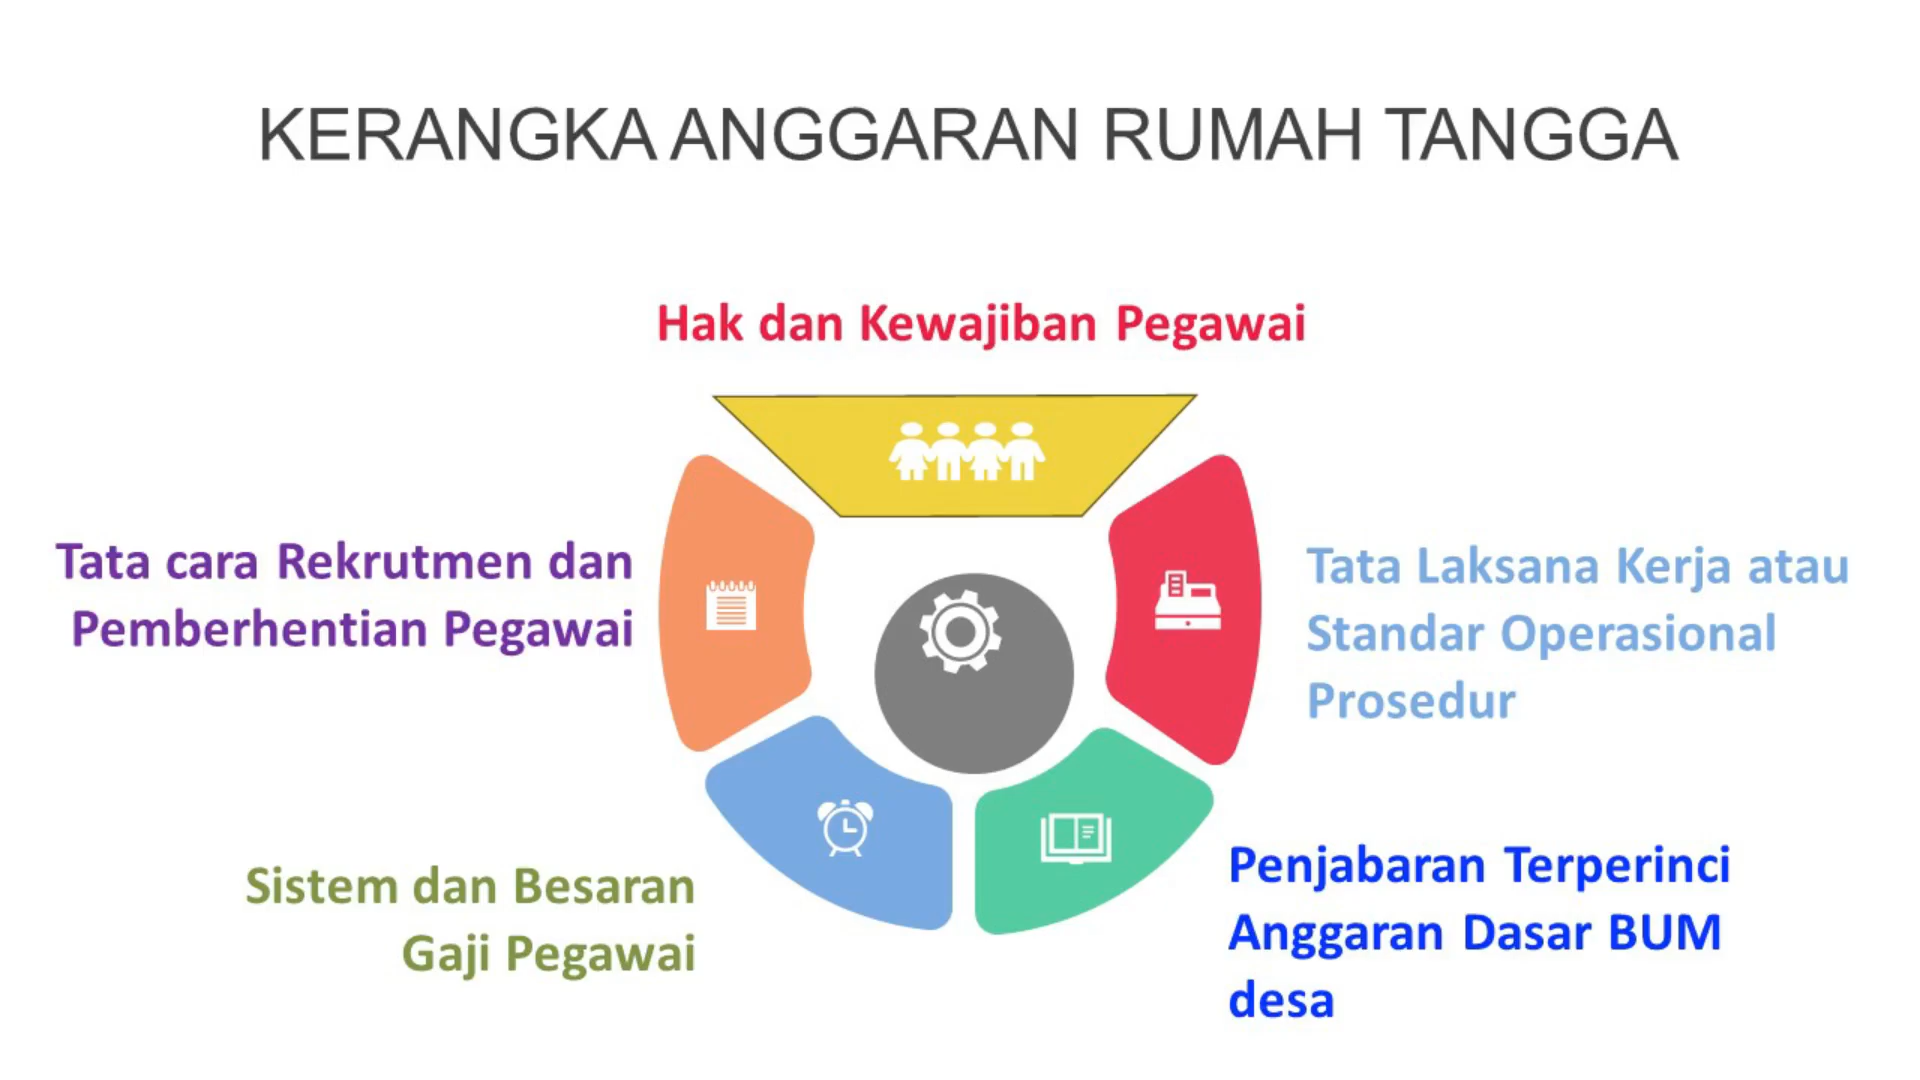 KERANGKA ANGGARAN RUMAH TANGGA
Hak dan Kewajiban Pegawai
Tata cara Rekrutmen dan
Pemberhentian Pegawai
Tata Laksana Kerja atau
Standar Operasional
Prosedur
Sistem dan Besaran
Gaji Pegawai
Penjabaran Terperinci
Anggaran Dasar BUM
desa